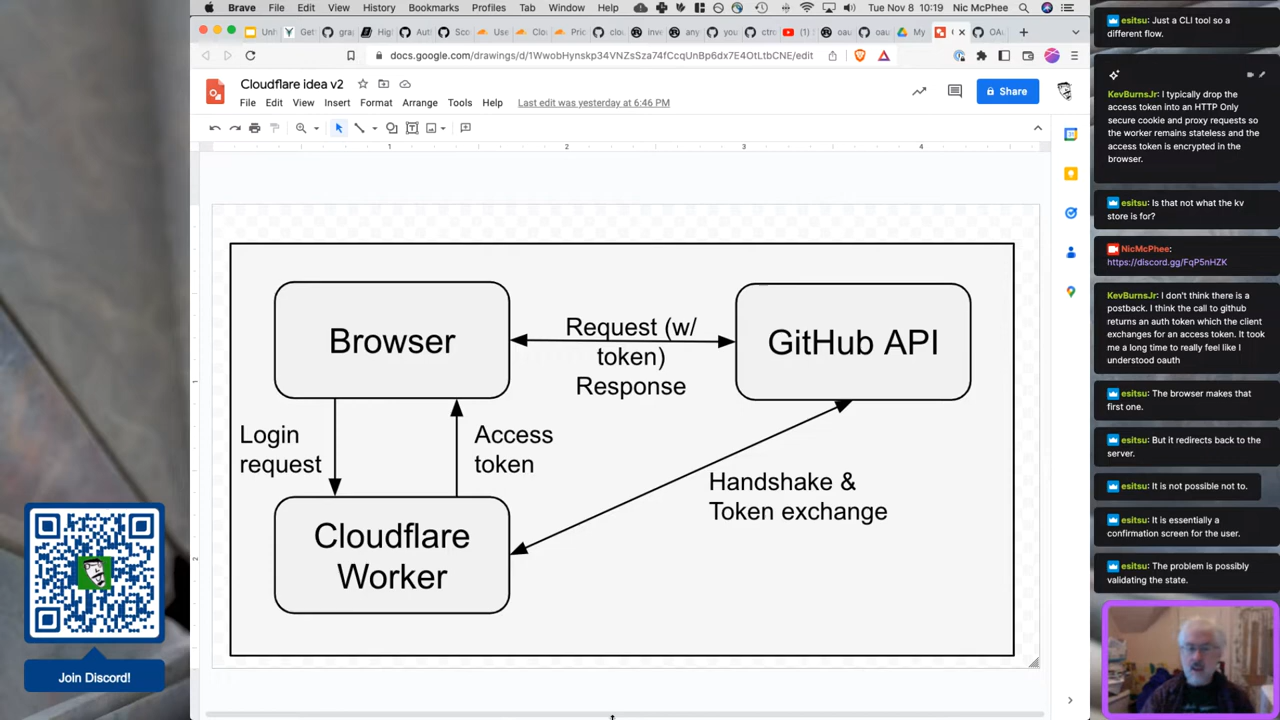 Brave File Edit View History Bookmarks Profiles Tab Window Help Tue Nov 8 10:19 Nic McPhee
docs.google.com/drawings/d/1WwobHynskp34VNZsSza74fCcqUnBp6dx7E4OtLtbCNE/edit
Cloudflare idea v2
File Edit View Insert Format Arrange Tools Help Last edit was yesterday at 6:46 PM
Share
1 2 3 4
Browser
Request (w/
token)
Response
GitHub API
Login
request
Access
token
Handshake &
Token exchange
Cloudflare
Worker
1
2
Join Discord!
esitsu: Just a CLI tool so a
different flow.
KevBurnsJr: I typically drop the
access token into an HTTP Only
secure cookie and proxy requests so
the worker remains stateless and the
access token is encrypted in the
browser.
esitsu: Is that not what the kv
store is for?
NicMcPhee:
https://discord.gg/FqP5nHZK
KevBurnsJr: I don't think there is a
postback. I think the call to github
returns an auth token which the client
exchanges for an access token. It took
me a long time to really feel like I
understood oauth
esitsu: The browser makes that
first one.
esitsu: But it redirects back to the
server.
esitsu: It is not possible not to.
esitsu: It is essentially a
confirmation screen for the user.
esitsu: The problem is possibly
validating the state.